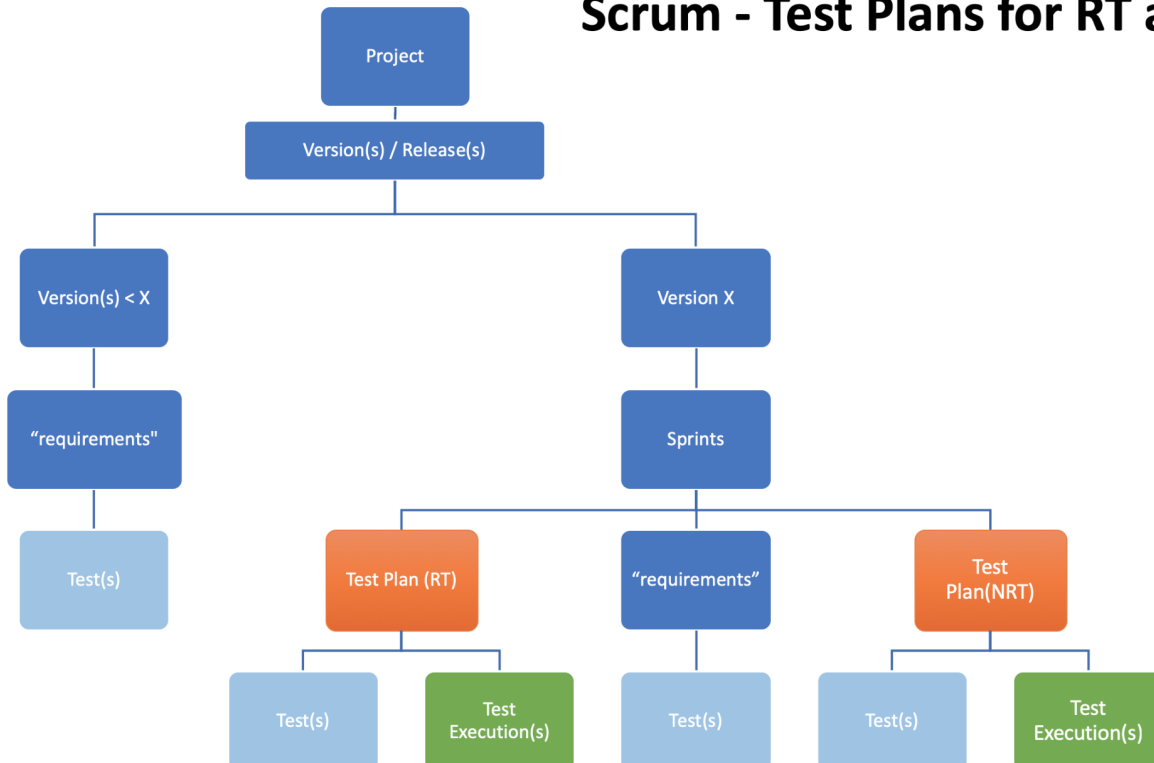 Scrum - Test Plans for RT a
Project
Version(s) / Release(s)
Version(s) < X
Version X
“requirements"
Sprints
Test(s)
Test Plan (RT)
“requirements”
Test
Plan(NRT)
Test(s)
Test
Execution(s)
Test(s)
Test(s)
Test
Execution(s)